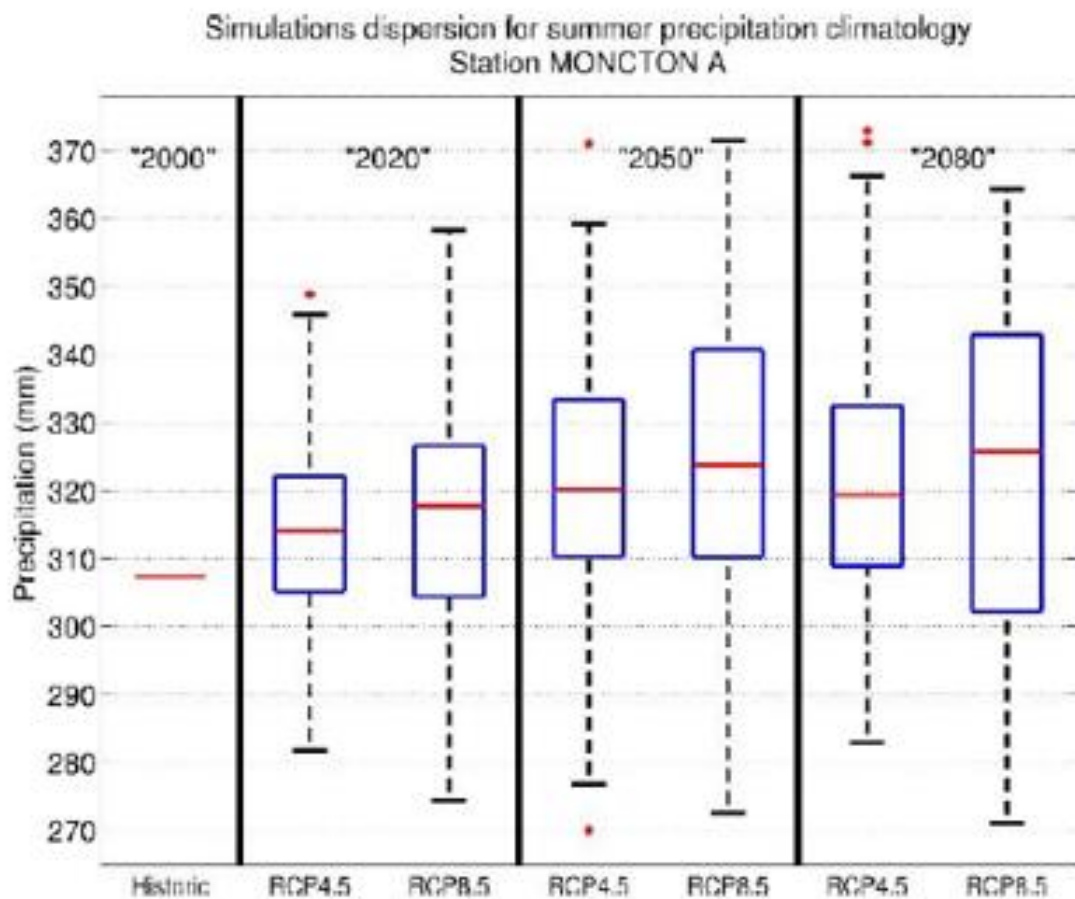 Simulations dispersion for summer precipitation climatology
Station MONCTON A
"2000" "2020" "2050" "2080"
Precipitation (mm)
370
360
350
340
330
320
310
300
290
280
270
Historic RCP4.5 RCP8.5 RCP4.5 RCP8.5 RCP4.5 RCP8.5